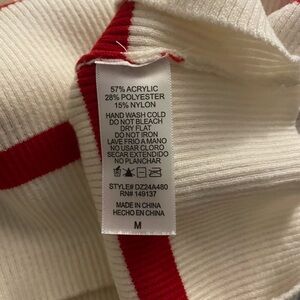 57% ACRYLIC
28% POLYESTER
15% NYLON
HAND WASH COLD
DO NOT BLEACH
DRY FLAT
DO NOT IRON
LAVE FRIO A MANO
NO USAR CLORO
SECAR EXTENDIDO
NO PLANCHAR
STYLE# DZ24A480
RN# 149137
MADE IN CHINA
HECHO EN CHINA
M